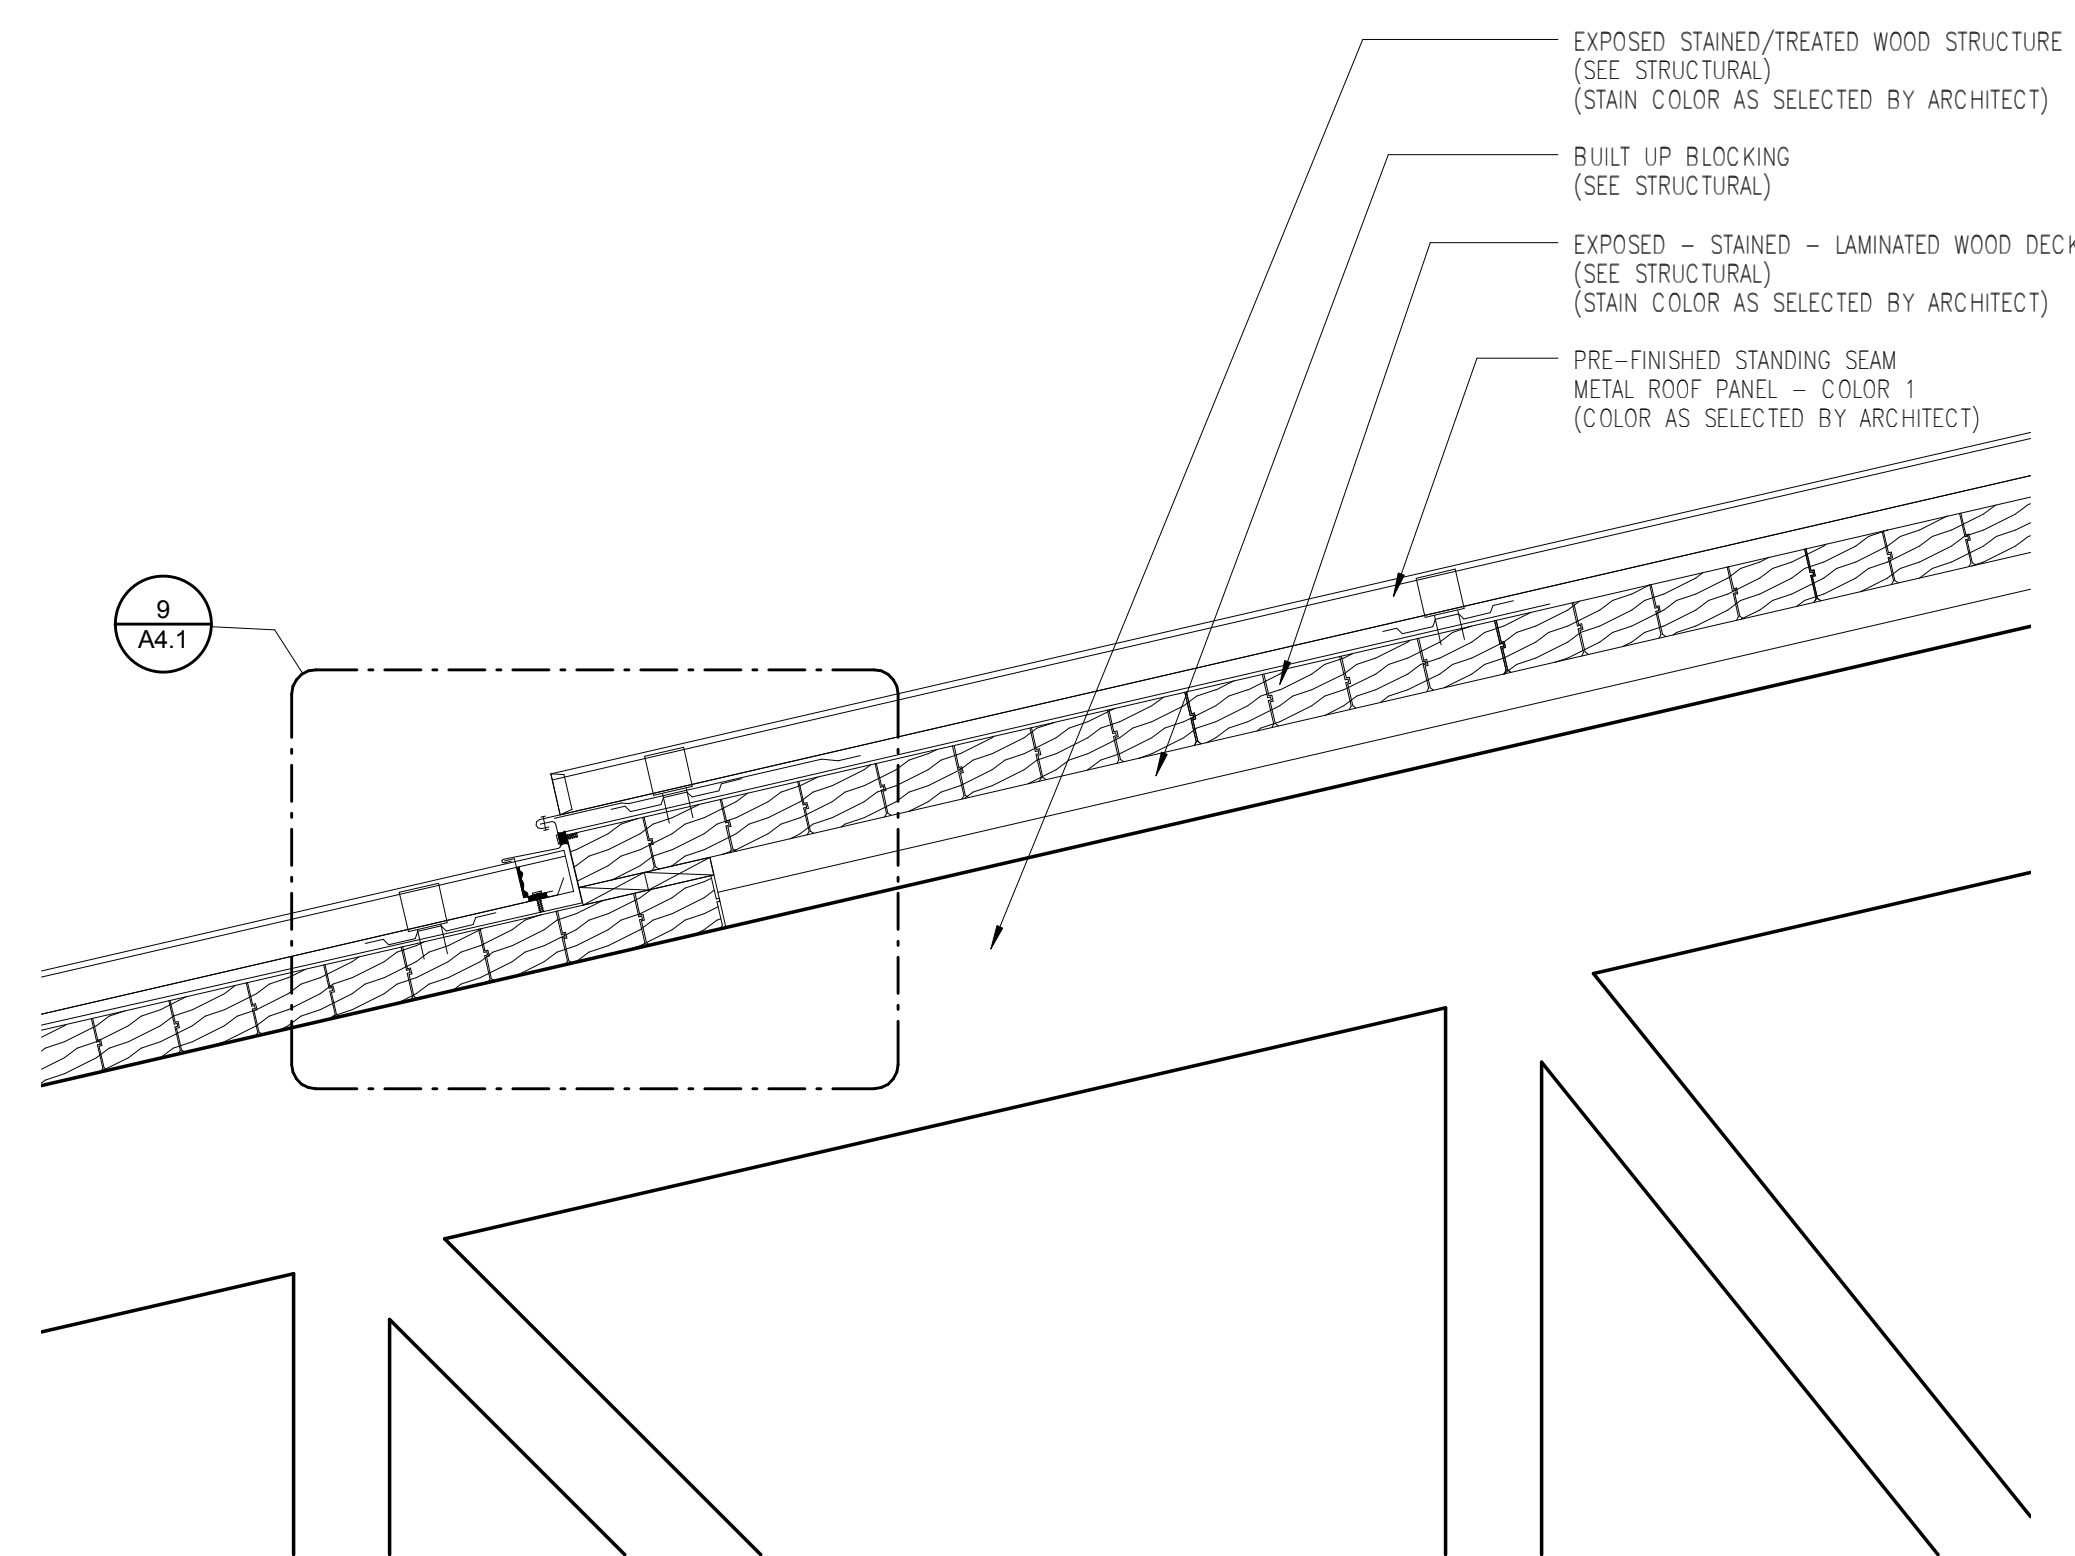 EXPOSED STAINED/TREATED WOOD STRUCTURE
(SEE STRUCTURAL)
(STAIN COLOR AS SELECTED BY ARCHITECT)
BUILT UP BLOCKING
(SEE STRUCTURAL)
EXPOSED – STAINED – LAMINATED WOOD DECK
(SEE STRUCTURAL)
(STAIN COLOR AS SELECTED BY ARCHITECT)
PRE–FINISHED STANDING SEAM
METAL ROOF PANEL – COLOR 1
(COLOR AS SELECTED BY ARCHITECT)
9
A4.1